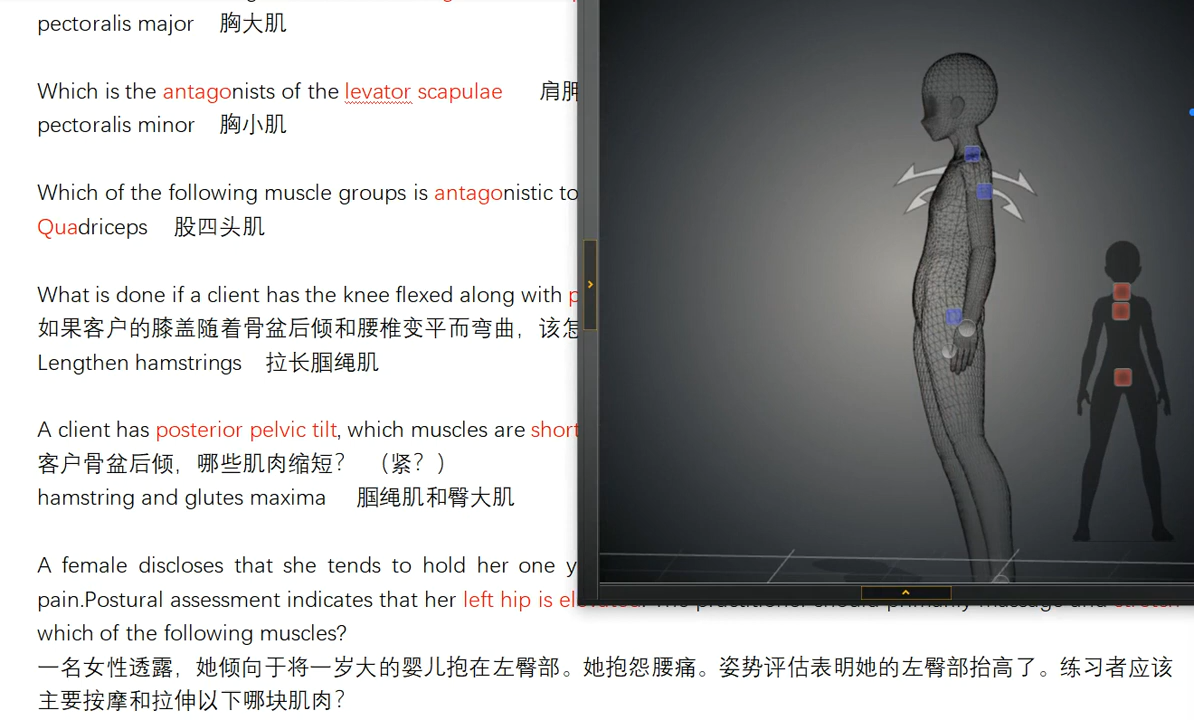 pectoralis major 胸大肌
Which is the antagonists of the levator scapulae 肩胛
pectoralis minor 胸小肌
Which of the following muscle groups is antagonistic to
Quadriceps 股四头肌
What is done if a client has the knee flexed along with p
如果客户的膝盖随着骨盆后倾和腰椎变平而弯曲，该怎
Lengthen hamstrings 拉长腘绳肌
A client has posterior pelvic tilt, which muscles are short
客户骨盆后倾，哪些肌肉缩短？ （紧？）
hamstring and glutes maxima 腘绳肌和臀大肌
A female discloses that she tends to hold her one y
pain.Postural assessment indicates that her left hip is elevated. The practitioner should primarily massage and stretch
which of the following muscles?
一名女性透露，她倾向于将一岁大的婴儿抱在左臀部。她抱怨腰痛。姿势评估表明她的左臀部抬高了。练习者应该
主要按摩和拉伸以下哪块肌肉？